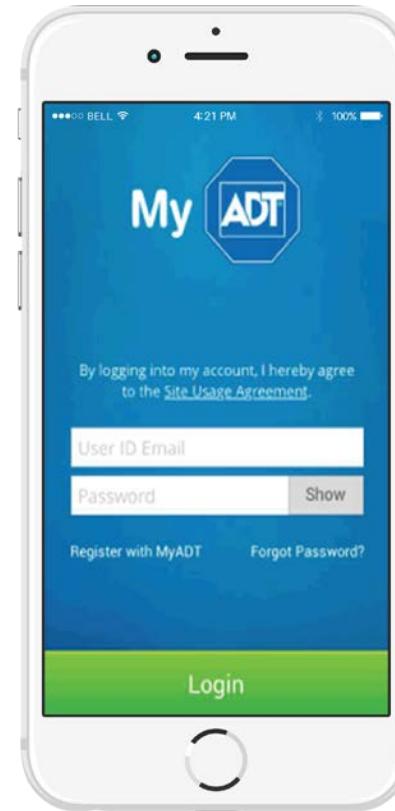 BELL 4:21 PM 100%
My ADT
By logging into my account, I hereby agree
to the Site Usage Agreement.
User ID Email
Password Show
Register with MyADT Forgot Password?
Login